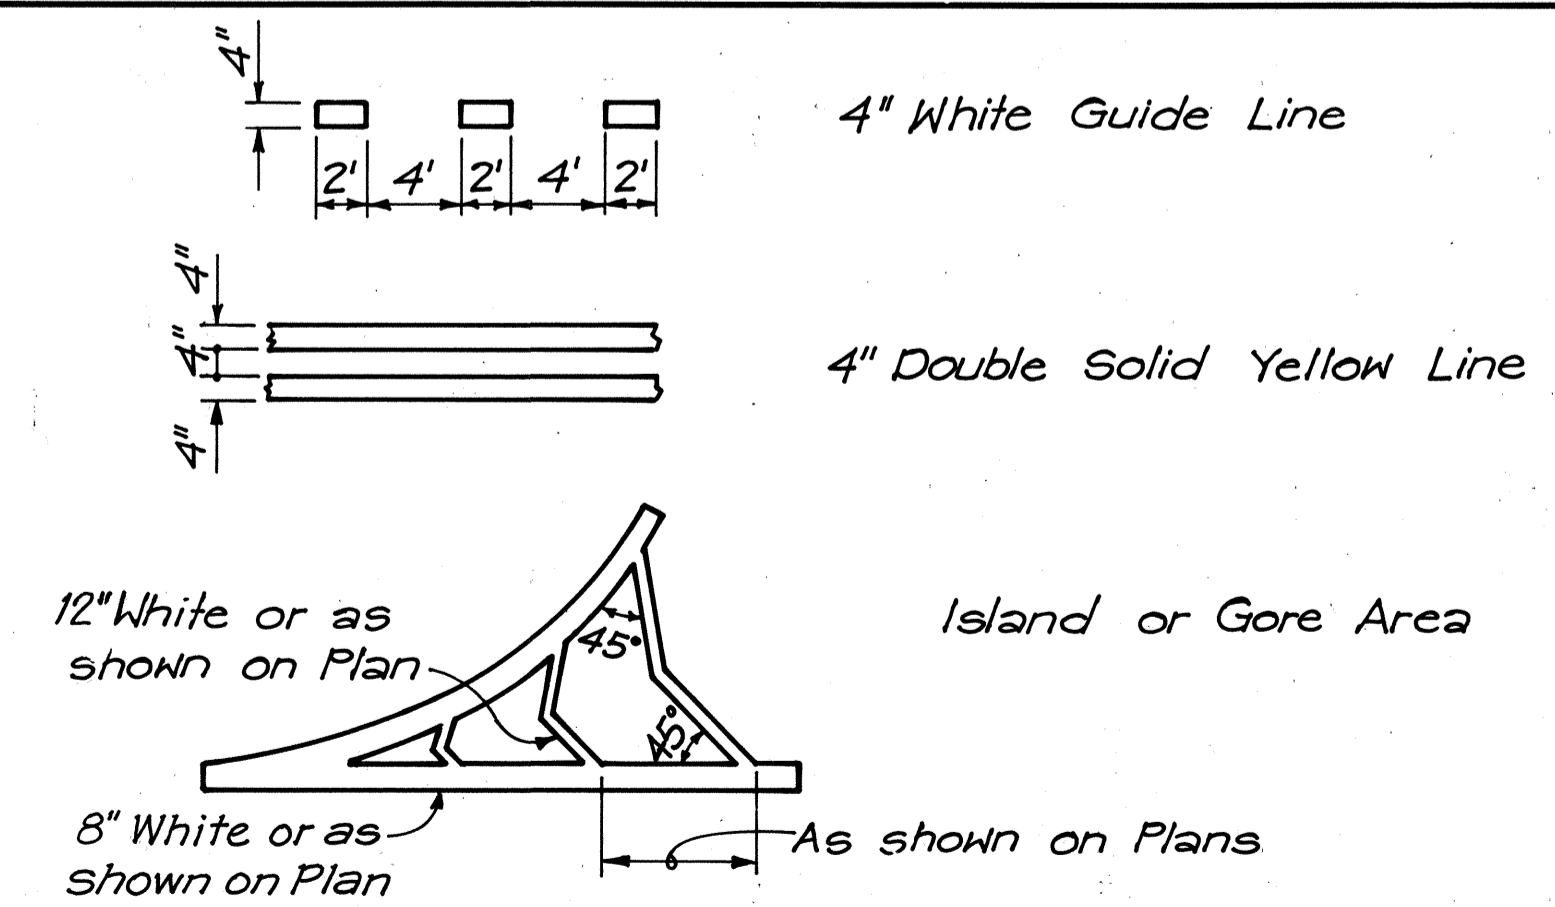 4"
4" White Guide Line
2' 4' 2' 4' 2'
4"
4"
4"
4" Double Solid Yellow Line
12" White or as
shown on Plan
45°
45°
Island or Gore Area
8" White or as
shown on Plan
As shown on Plans